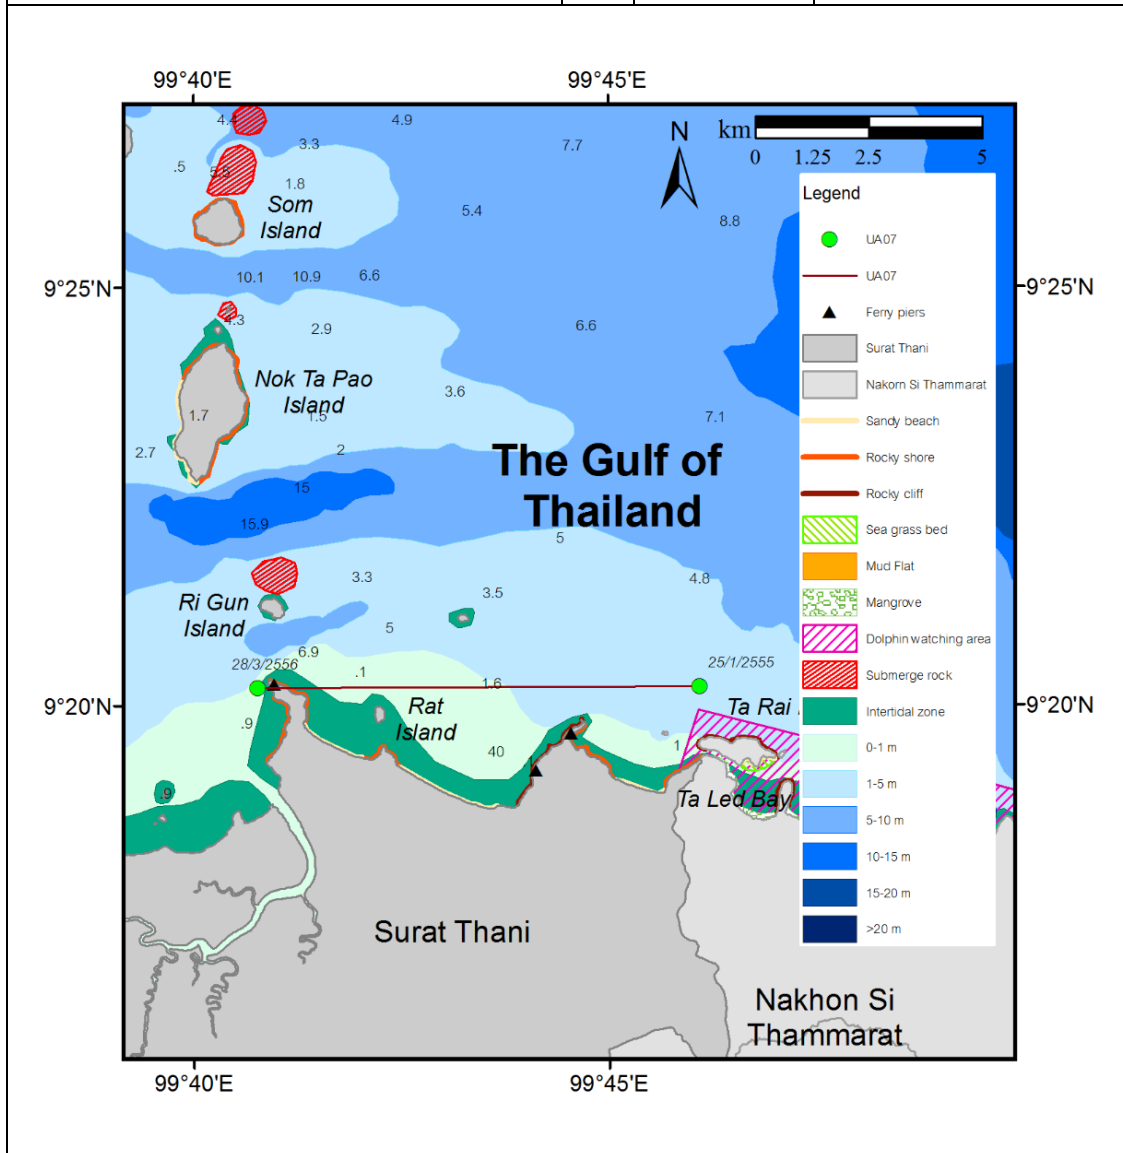 99°40'E
99°45'E
4.4
4.9
3.3
7.7
N
km
0
1.25
2.5
5
.5
5.5
1.8
Som
Island
5.4
8.8
9°25'N
9°25'N
10.1
10.9
6.6
4.3
2.9
6.6
Nok Ta Pao
Island
1.7
1.5
3.6
7.1
2.7
2
The Gulf of
Thailand
15
15.9
5
3.3
3.5
4.8
Ri Gun
Island
5
6.9
28/3/2556
.1
1.6
25/1/2555
9°20'N
9°20'N
.9
Rat
Island
Ta Rai
40
1
1
.9
Ta Led Bay
Surat Thani
Nakhon Si
Thammarat
Legend
UA07
UA07
Ferry piers
Surat Thani
Nakorn Si Thammarat
Sandy beach
Rocky shore
Rocky cliff
Sea grass bed
Mud Flat
Mangrove
Dolphin watching area
Submerge rock
Intertidal zone
0-1 m
1-5 m
5-10 m
10-15 m
15-20 m
>20 m
99°40'E
99°45'E